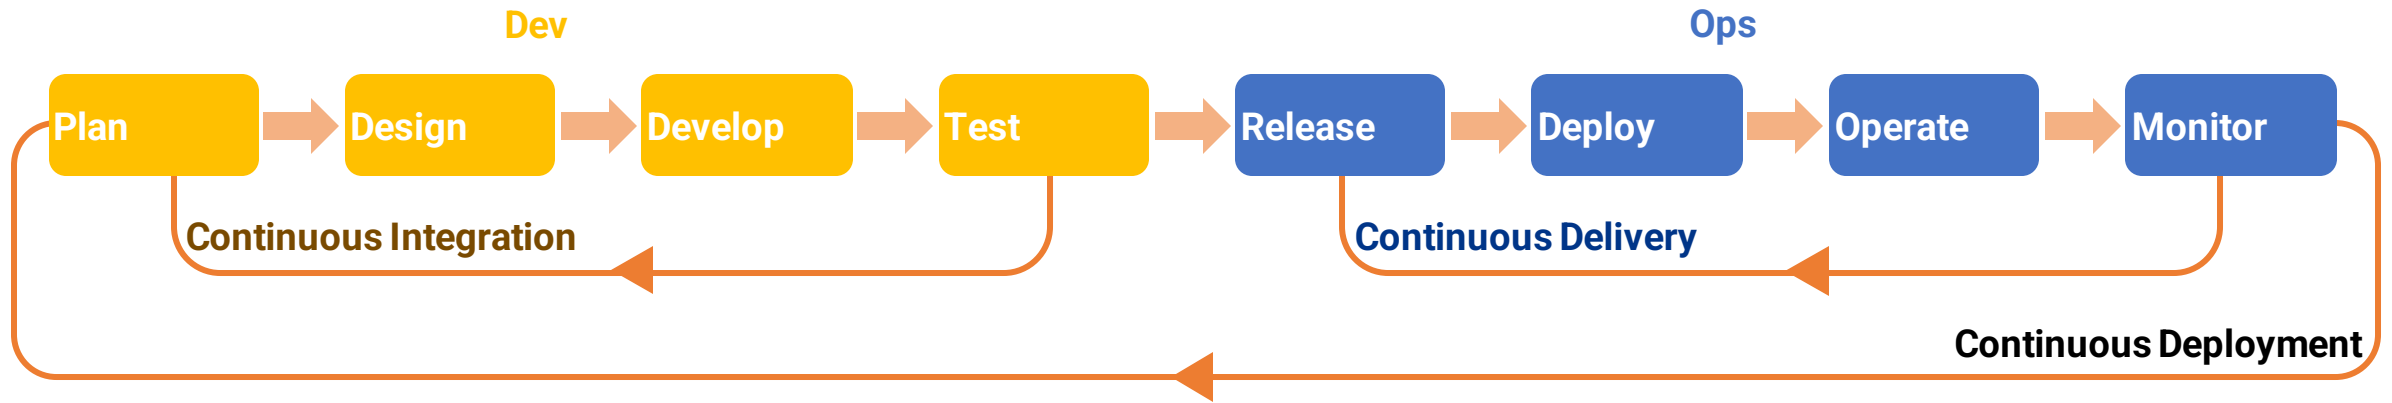 Dev
Ops
Plan
Design
Develop
Test
Release
Deploy
Operate
Monitor
Continuous Integration
Continuous Delivery
Continuous Deployment